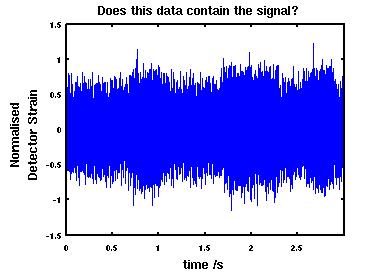 Does this data contain the signal?
1.5
1
0.5
0
-0.5
-1
-1.5
Normalised
Detector Strain
0 0.5 1 1.5 2 2.5
time /s